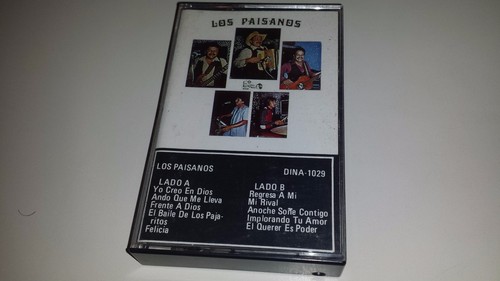 LOS PAISANOS
LOS PAISANOS
DINA-1029
LADO A
Yo Creo En Dios
Ando Que Me Lleva
Frente A Dios
El Baile De Los Paja-
ritos
Felicia
LADO B
Regresa A Mi
Mi Rival
Anoche Soñe Contigo
Implorando Tu Amor
El Querer Es Poder